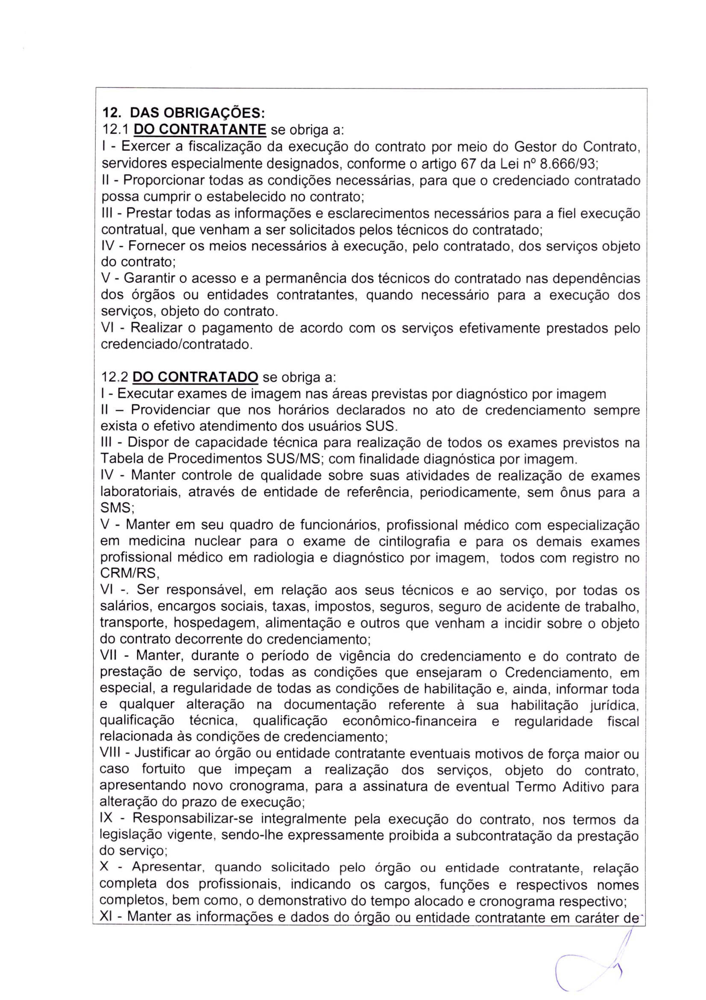 12. DAS OBRIGAÇÕES:
12.1 DO CONTRATANTE se obriga a:
I - Exercer a fiscalização da execução do contrato por meio do Gestor do Contrato,
servidores especialmente designados, conforme o artigo 67 da Lei nº 8.666/93;
II - Proporcionar todas as condições necessárias, para que o credenciado contratado
possa cumprir o estabelecido no contrato;
III - Prestar todas as informações e esclarecimentos necessários para a fiel execução
contratual, que venham a ser solicitados pelos técnicos do contratado;
IV - Fornecer os meios necessários à execução, pelo contratado, dos serviços objeto
do contrato;
V - Garantir o acesso e a permanência dos técnicos do contratado nas dependências
dos órgãos ou entidades contratantes, quando necessário para a execução dos
serviços, objeto do contrato.
VI - Realizar o pagamento de acordo com os serviços efetivamente prestados pelo
credenciado/contratado.
12.2 DO CONTRATADO se obriga a:
I - Executar exames de imagem nas áreas previstas por diagnóstico por imagem
II – Providenciar que nos horários declarados no ato de credenciamento sempre
exista o efetivo atendimento dos usuários SUS.
III - Dispor de capacidade técnica para realização de todos os exames previstos na
Tabela de Procedimentos SUS/MS; com finalidade diagnóstica por imagem.
IV - Manter controle de qualidade sobre suas atividades de realização de exames
laboratoriais, através de entidade de referência, periodicamente, sem ônus para a
SMS;
V - Manter em seu quadro de funcionários, profissional médico com especialização
em medicina nuclear para o exame de cintilografia e para os demais exames
profissional médico em radiologia e diagnóstico por imagem, todos com registro no
CRM/RS,
VI -. Ser responsável, em relação aos seus técnicos e ao serviço, por todas os
salários, encargos sociais, taxas, impostos, seguros, seguro de acidente de trabalho,
transporte, hospedagem, alimentação e outros que venham a incidir sobre o objeto
do contrato decorrente do credenciamento;
VII - Manter, durante o período de vigência do credenciamento e do contrato de
prestação de serviço, todas as condições que ensejaram o Credenciamento, em
especial, a regularidade de todas as condições de habilitação e, ainda, informar toda
e qualquer alteração na documentação referente à sua habilitação jurídica,
qualificação técnica, qualificação econômico-financeira e regularidade fiscal
relacionada às condições de credenciamento;
VIII - Justificar ao órgão ou entidade contratante eventuais motivos de força maior ou
caso fortuito que impeçam a realização dos serviços, objeto do contrato,
apresentando novo cronograma, para a assinatura de eventual Termo Aditivo para
alteração do prazo de execução;
IX - Responsabilizar-se integralmente pela execução do contrato, nos termos da
legislação vigente, sendo-lhe expressamente proibida a subcontratação da prestação
do serviço;
X - Apresentar, quando solicitado pelo órgão ou entidade contratante, relação
completa dos profissionais, indicando os cargos, funções e respectivos nomes
completos, bem como, o demonstrativo do tempo alocado e cronograma respectivo;
XI - Manter as informações e dados do órgão ou entidade contratante em caráter de